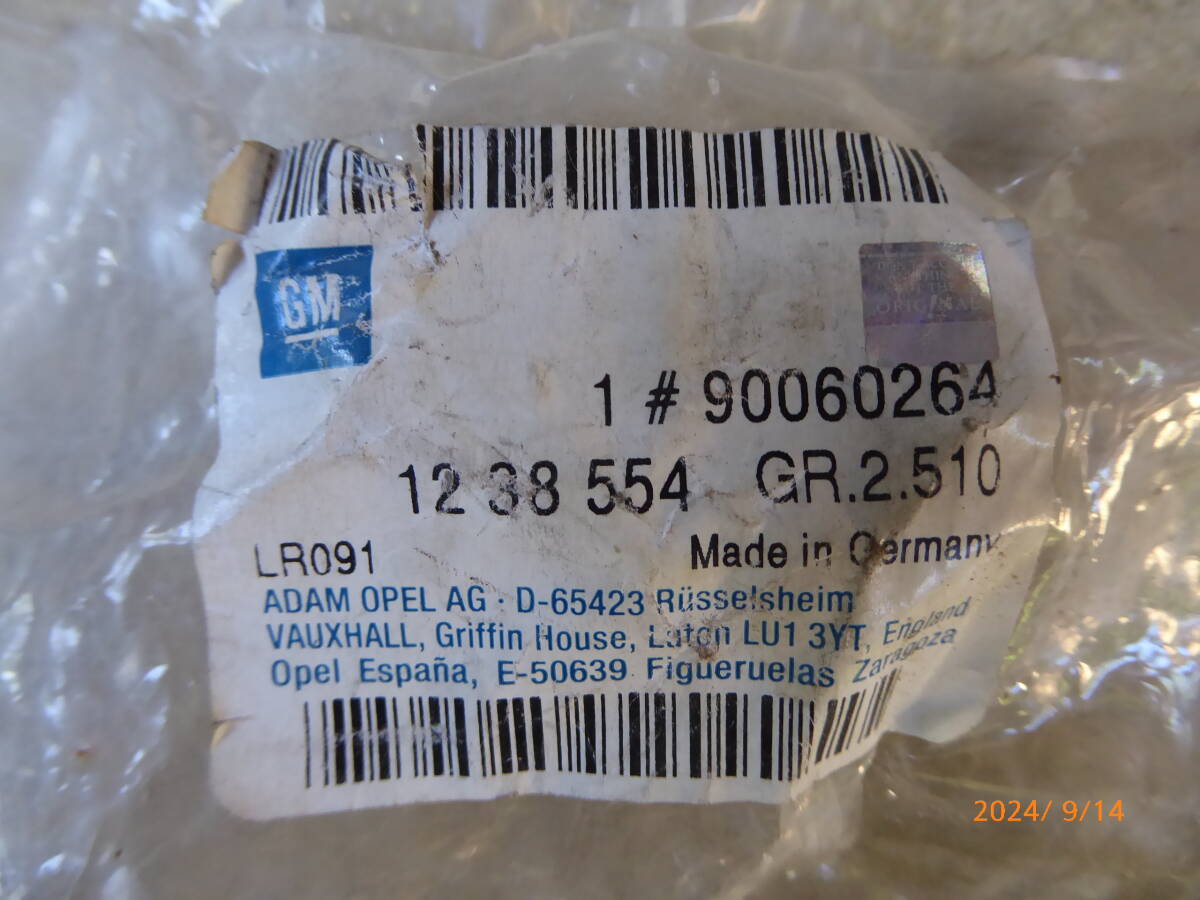 GM
ORIGINAL
1 # 90060264
12 38 554 GR.2.510
LR091 Made in Germany
ADAM OPEL AG · D-65423 Rüsselsheim
VAUXHALL, Griffin House, Luton LU1 3YT, England
Opel España, E-50639 Figueruelas Zaragoza
2024/ 9/14